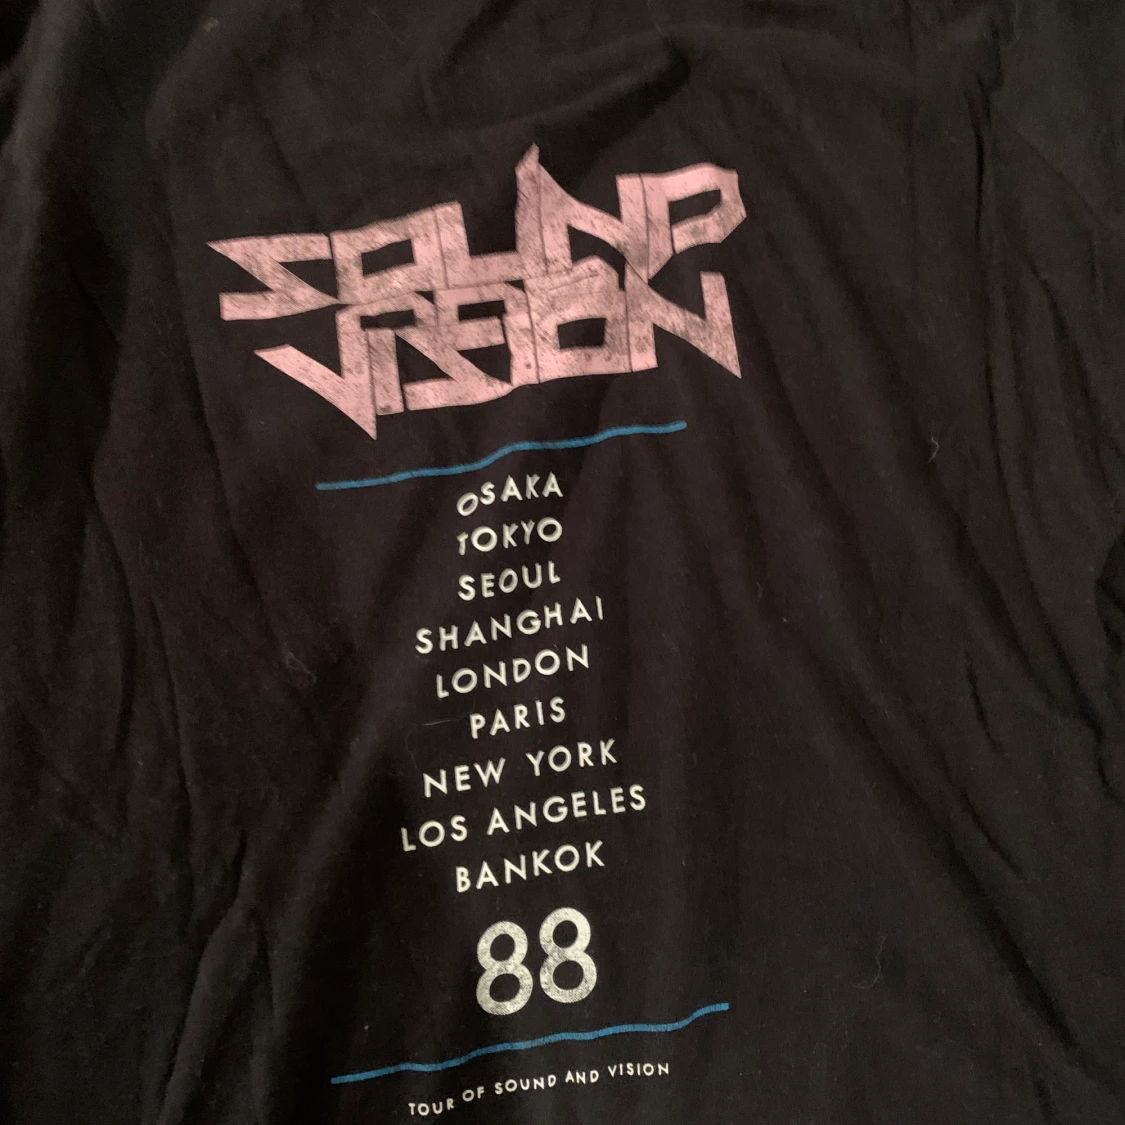 SOUND
VISION
OSAKA
TOKYO
SEOUL
SHANGHAI
LONDON
PARIS
NEW YORK
LOS ANGELES
BANKOK
88
TOUR OF SOUND AND VISION